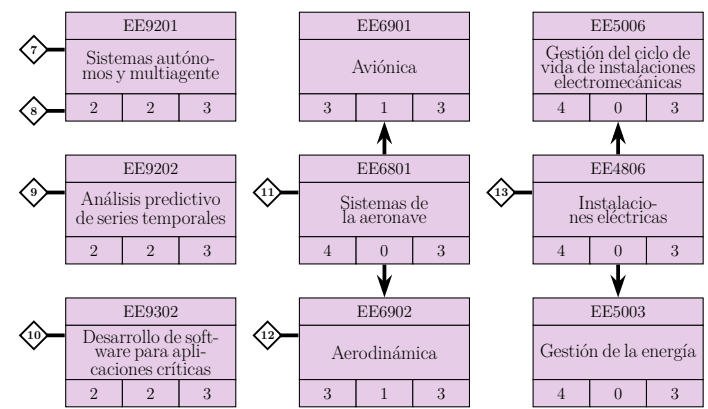 EE9201
7
Sistemas autóno-
mos y multiagente
8
2 2 3
EE6901
Aviónica
3 1 3
EE5006
Gestión del ciclo de
vida de instalaciones
electromecánicas
4 0 3
EE9202
9
Análisis predictivo
de series temporales
2 2 3
EE6801
11
Sistemas de
la aeronave
4 0 3
EE4806
13
Instalacio-
nes eléctricas
4 0 3
EE9302
10
Desarrollo de soft-
ware para apli-
caciones críticas
2 2 3
EE6902
12
Aerodinámica
3 1 3
EE5003
Gestión de la energía
4 0 3